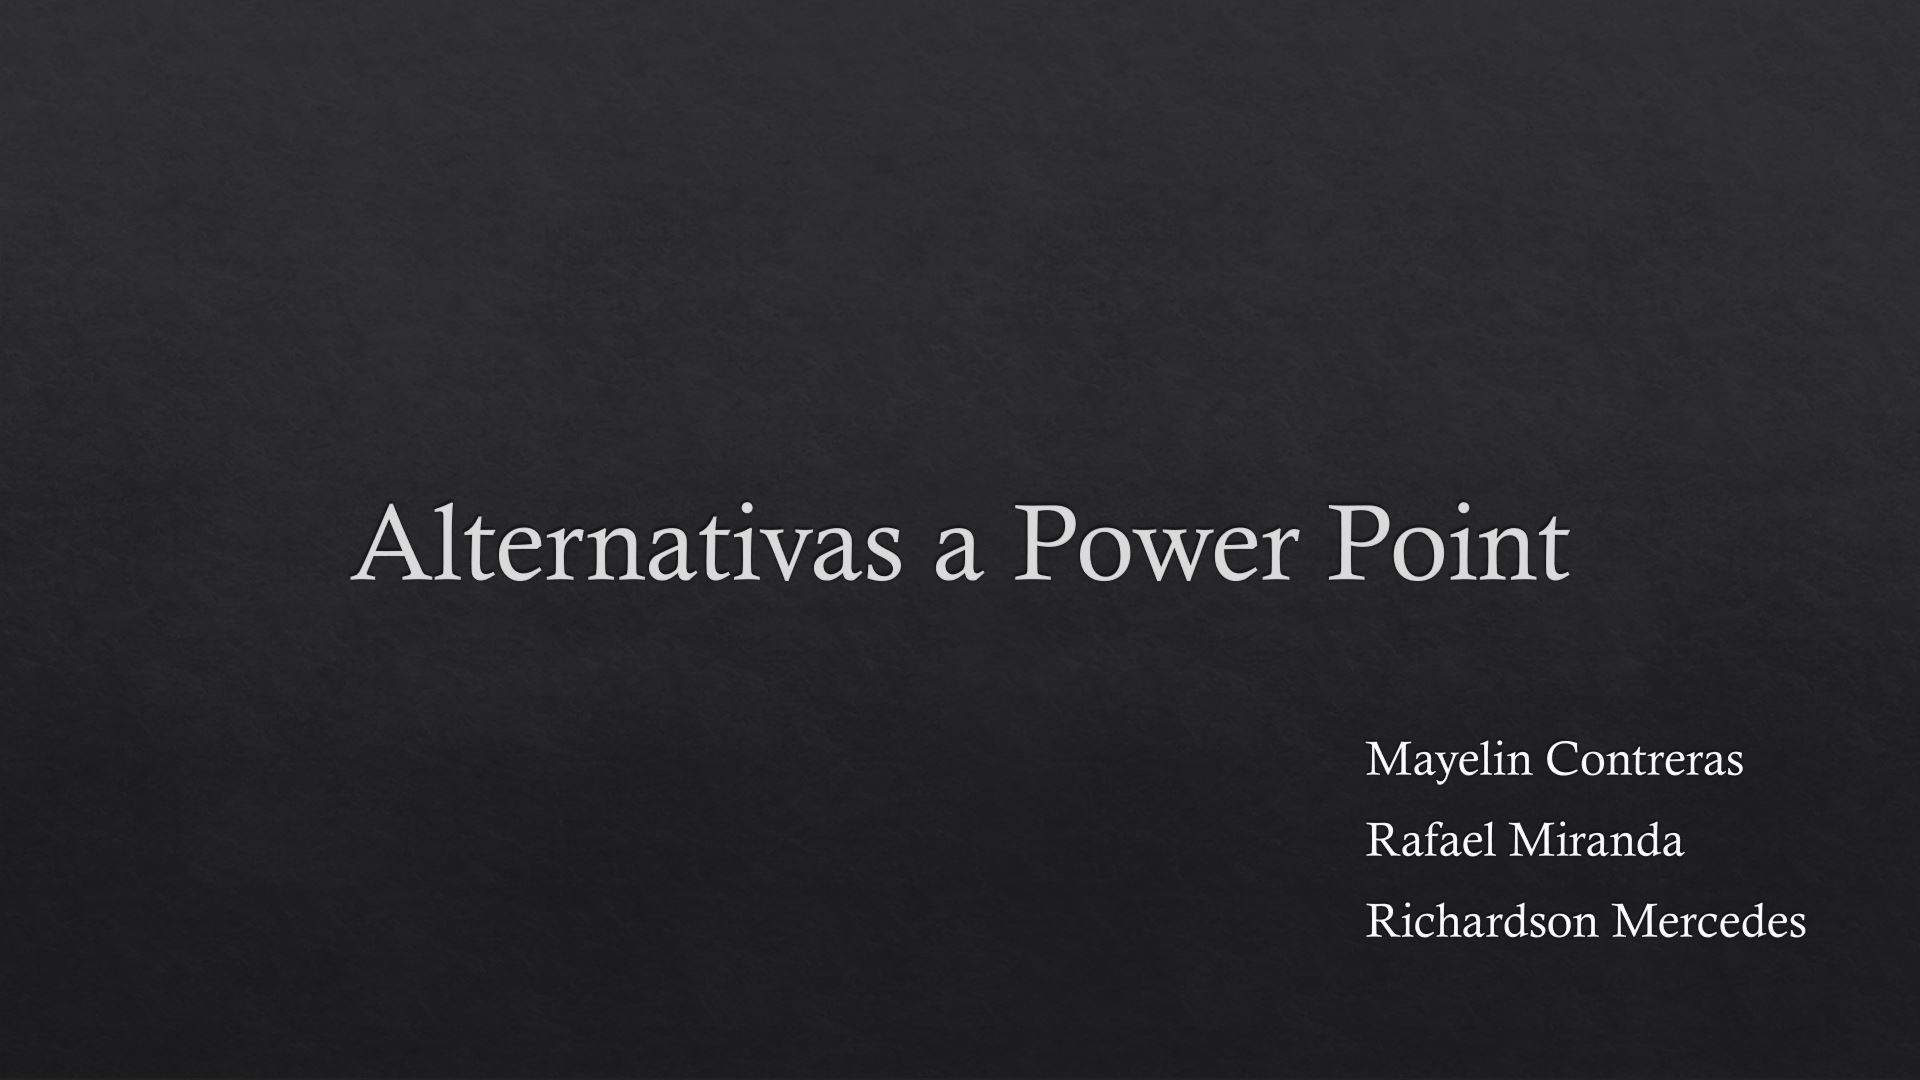 Alternativas a Power Point
Mayelin Contreras
Rafael Miranda
Richardson Mercedes